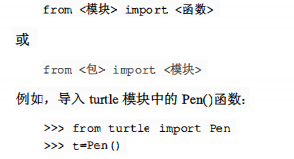 from <模块> import <函数>
或
from <包> import <模块>
例如，导入 turtle 模块中的 Pen()函数：
>>> from turtle import Pen
>>> t=Pen()